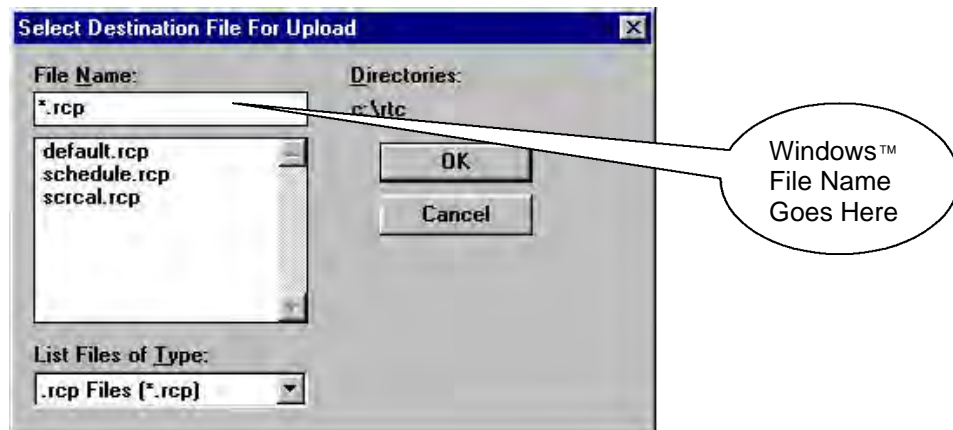 Select Destination File For Upload
File Name:
*.rcp
default.rcp
schedule.rcp
scrcal.rcp
List Files of Type:
.rcp Files (*.rcp)
Directories:
c:\rtc
OK
Cancel
Windows™
File Name
Goes Here